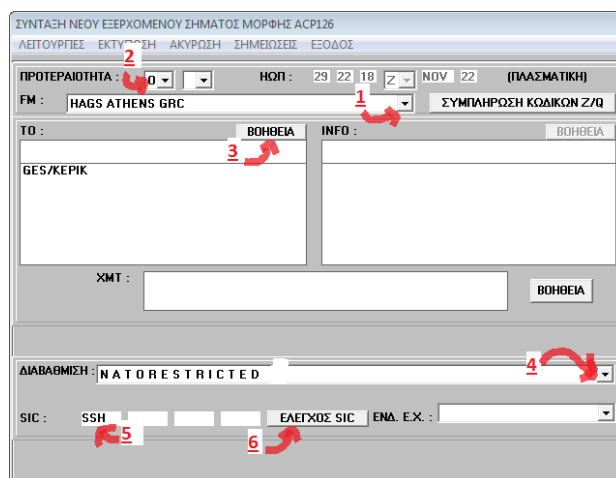 ΣΥΝΤΑΞΗ ΝΕΟΥ ΕΞΕΡΧΟΜΕΝΟΥ ΣΗΜΑΤΟΣ ΜΟΡΦΗΣ ACP126
ΛΕΙΤΟΥΡΓΙΕΣ ΕΚΤΥΠΩΣΗ ΑΚΥΡΩΣΗ ΣΗΜΕΙΩΣΕΙΣ ΕΞΟΔΟΣ
2
ΠΡΟΤΕΡΑΙΟΤΗΤΑ : O ΗΩΠ : 29 22 18 Z NOV 22 (ΠΛΑΣΜΑΤΙΚΗ)
FM : HAGS ATHENS GRC 1 ΣΥΜΠΛΗΡΩΣΗ ΚΩΔΙΚΩΝ Z/Q
TO : ΒΟΗΘΕΙΑ INFO : ΒΟΗΘΕΙΑ
3
GES/KEPIK
XMT : ΒΟΗΘΕΙΑ
4
ΔΙΑΒΑΘΜΙΣΗ : N A T O R E S T R I C T E D
SIC : SSH ΕΛΕΓΧΟΣ SIC ΕΝΔ. Ε.Χ. :
5 6